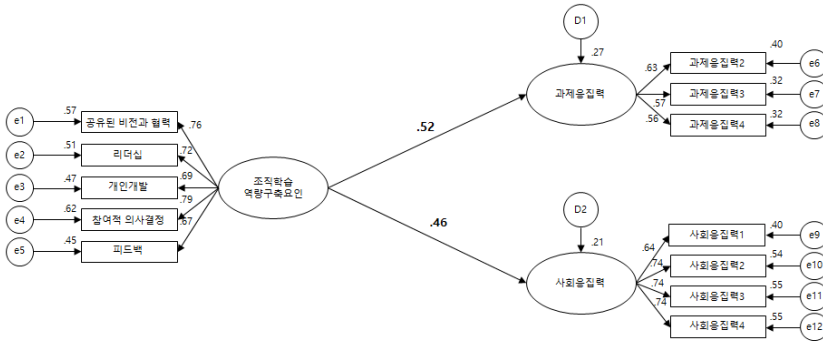 D1
.27
.40
과제응집력2
e6
.63
과제응집력
.32
과제응집력3
e7
.57
.56
.32
과제응집력4
e8
.57
e1
공유된 비전과 협력
.76
.52
.51
e2
리더십
.72
.47
e3
개인개발
.69
조직학습
역량구축요인
.62
e4
참여적 의사결정
.79
.67
.45
e5
피드백
.46
D2
.21
.40
사회응집력1
e9
.64
사회응집력
.54
사회응집력2
e10
.74
.55
사회응집력3
e11
.74
.55
사회응집력4
e12
.74